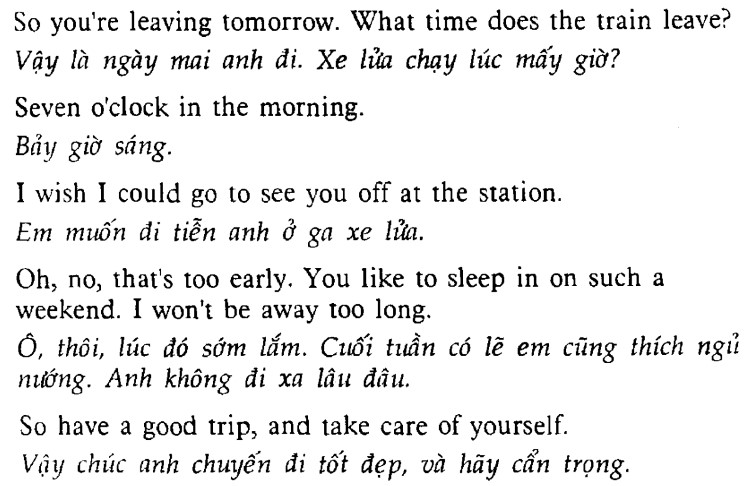 So you're leaving tomorrow. What time does the train leave?
Vậy là ngày mai anh đi. Xe lửa chạy lúc mấy giờ?
Seven o'clock in the morning.
Bảy giờ sáng.
I wish I could go to see you off at the station.
Em muốn đi tiễn anh ở ga xe lửa.
Oh, no, that's too early. You like to sleep in on such a
weekend. I won't be away too long.
Ô, thôi, lúc đó sớm lắm. Cuối tuần có lẽ em cũng thích ngủ
nướng. Anh không đi xa lâu đâu.
So have a good trip, and take care of yourself.
Vậy chúc anh chuyến đi tốt đẹp, và hãy cẩn trọng.